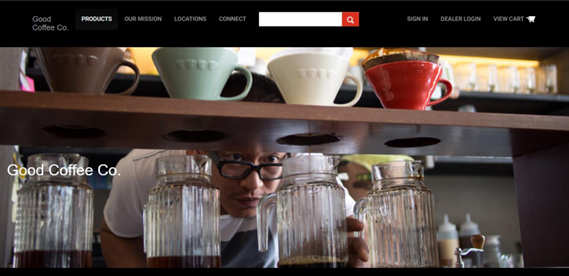 Good
Coffee Co.
PRODUCTS
OUR MISSION
LOCATIONS
CONNECT
SIGN IN
DEALER LOGIN
VIEW CART
Good Coffee Co.